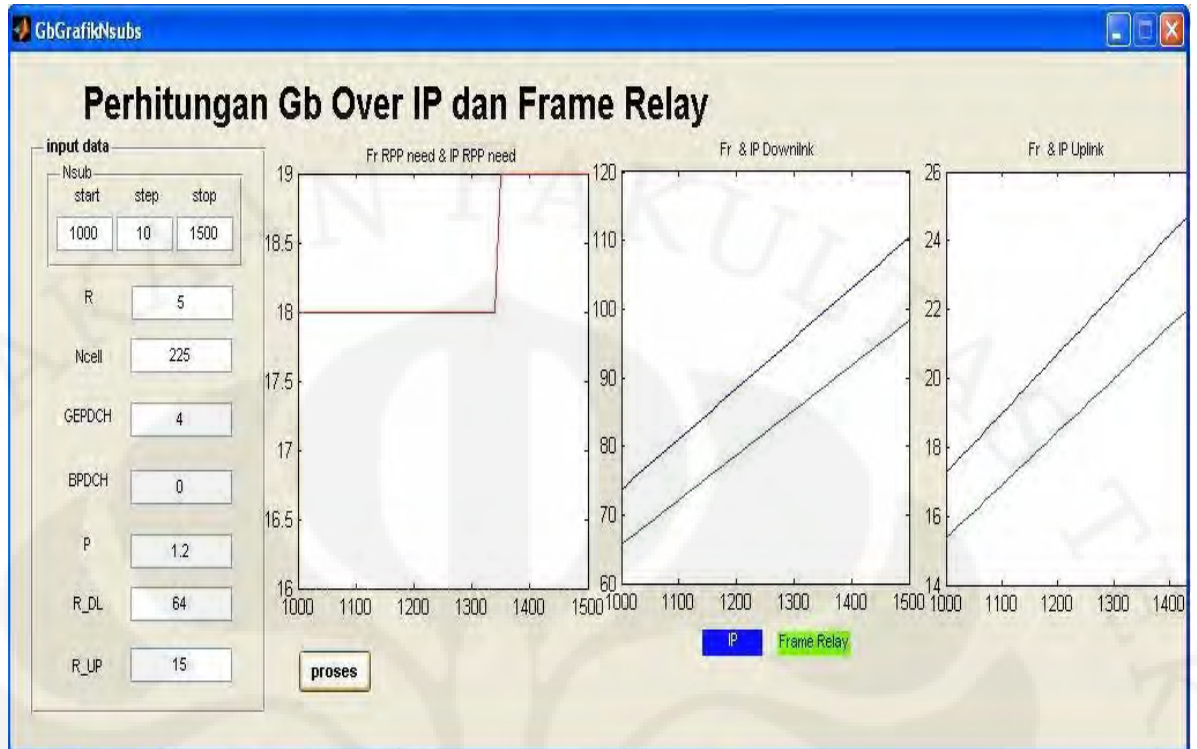 GbGrafikNsubs
Perhitungan Gb Over IP dan Frame Relay
input data
Nsub
start step stop
1000 10 1500
R 5
Ncell 225
GEPDCH 4
BPDCH 0
P 1.2
R_DL 64
R_UP 15
Fr RPP need & IP RPP need
19
18.5
18
17.5
17
16.5
16
1000 1100 1200 1300 1400 1500
proses
Fr & IP Downilnk
120
110
100
90
80
70
60
1000 1100 1200 1300 1400 1500
IP Frame Relay
Fr & IP Uplink
26
24
22
20
18
16
14
1000 1100 1200 1300 1400